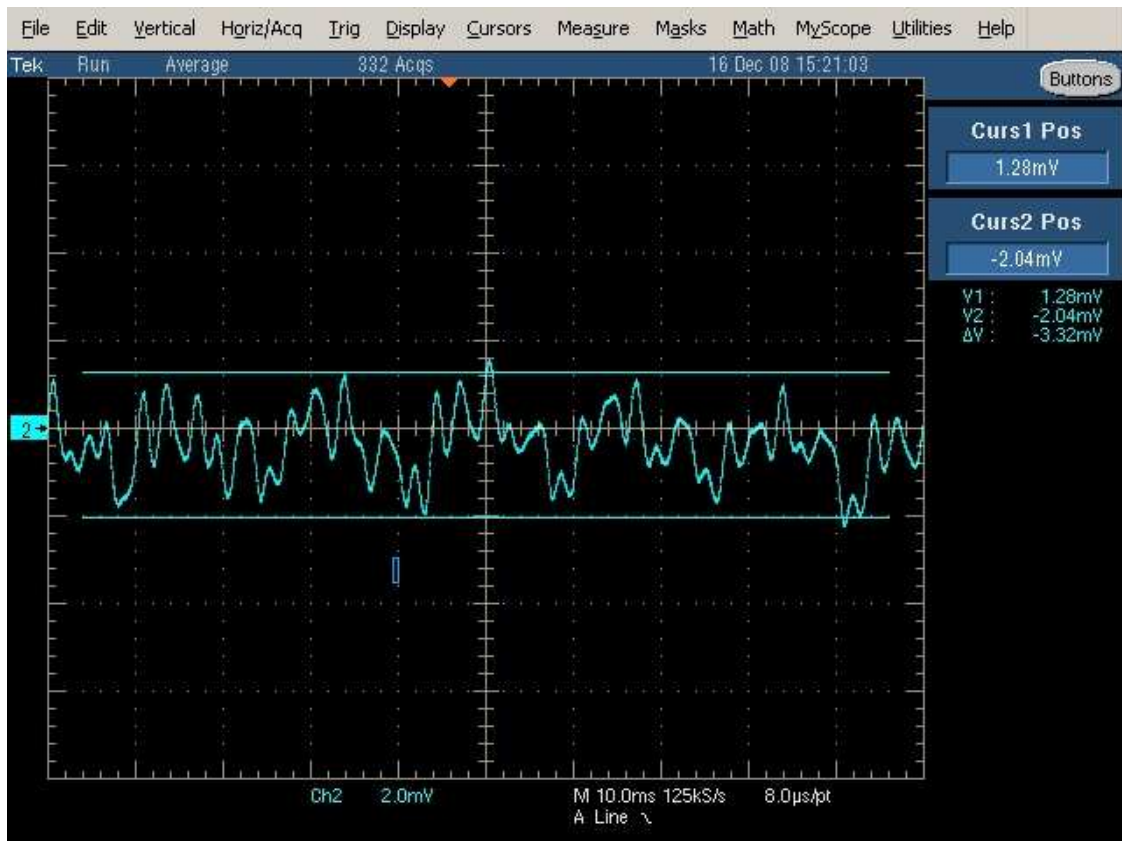 File Edit Vertical Horiz/Acq Trig Display Cursors Measure Masks Math MyScope Utilities Help
Tek Run Average 332 Acqs 16 Dec 08 15:21:03
Buttons
Curs1 Pos
1.28mV
Curs2 Pos
-2.04mV
V1 : 1.28mV
V2 : -2.04mV
ΔV : -3.32mV
2
Ch2 2.0mV M 10.0ms 125kS/s 8.0µs/pt
A Line